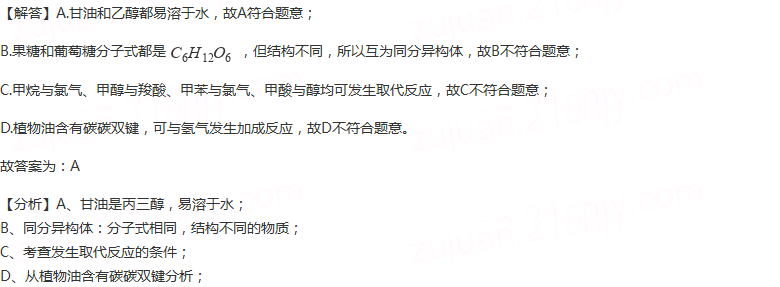 【解答】A.甘油和乙醇都易溶于水，故A符合题意；
B.果糖和葡萄糖分子式都是 C₆H₁₂O₆ ，但结构不同，所以互为同分异构体，故B不符合题意；
C.甲烷与氯气、甲醇与羧酸、甲苯与氯气、甲酸与醇均可发生取代反应，故C不符合题意；
D.植物油含有碳碳双键，可与氢气发生加成反应，故D不符合题意。
故答案为：A
【分析】A、甘油是丙三醇，易溶于水；
B、同分异构体：分子式相同，结构不同的物质；
C、考查发生取代反应的条件；
D、从植物油含有碳碳双键分析；